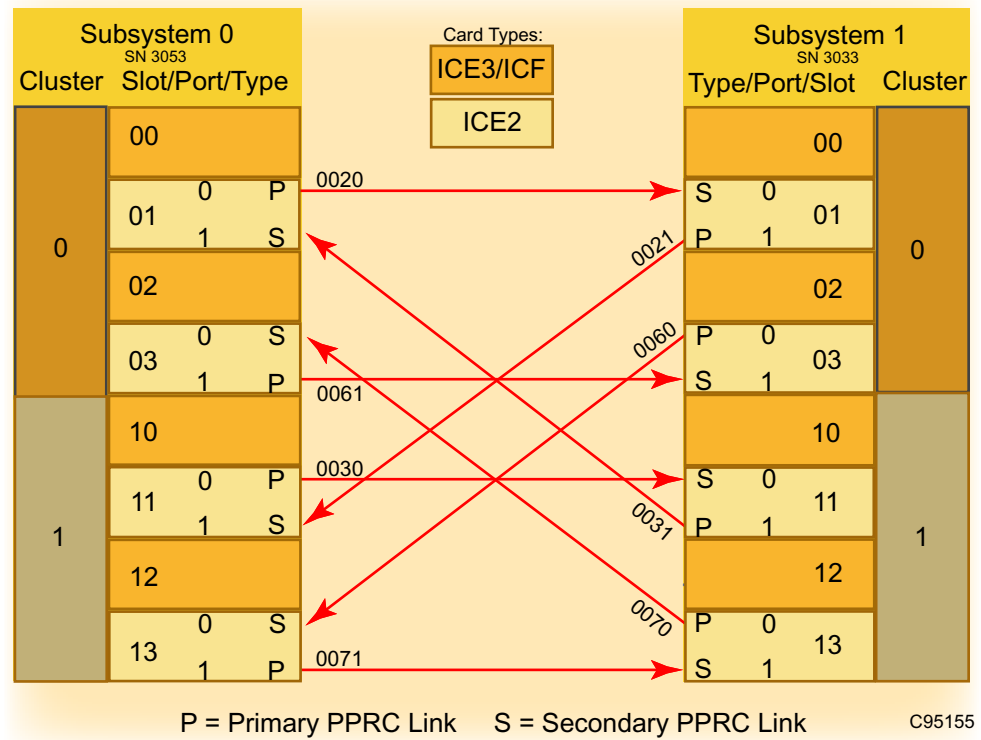 Subsystem 0
SN 3053
Cluster Slot/Port/Type
Card Types:
ICE3/ICF
ICE2
Subsystem 1
SN 3033
Type/Port/Slot Cluster
0
00
01 0 P
1 S
02
03 0 S
1 P
1
10
11 0 P
1 S
12
13 0 S
1 P
0020
0021
0060
0061
0030
0031
0070
0071
00
S 0 01
P 1
02
P 0 03
S 1
0
10
S 0 11
P 1
12
P 0 13
S 1
1
P = Primary PPRC Link S = Secondary PPRC Link
C95155